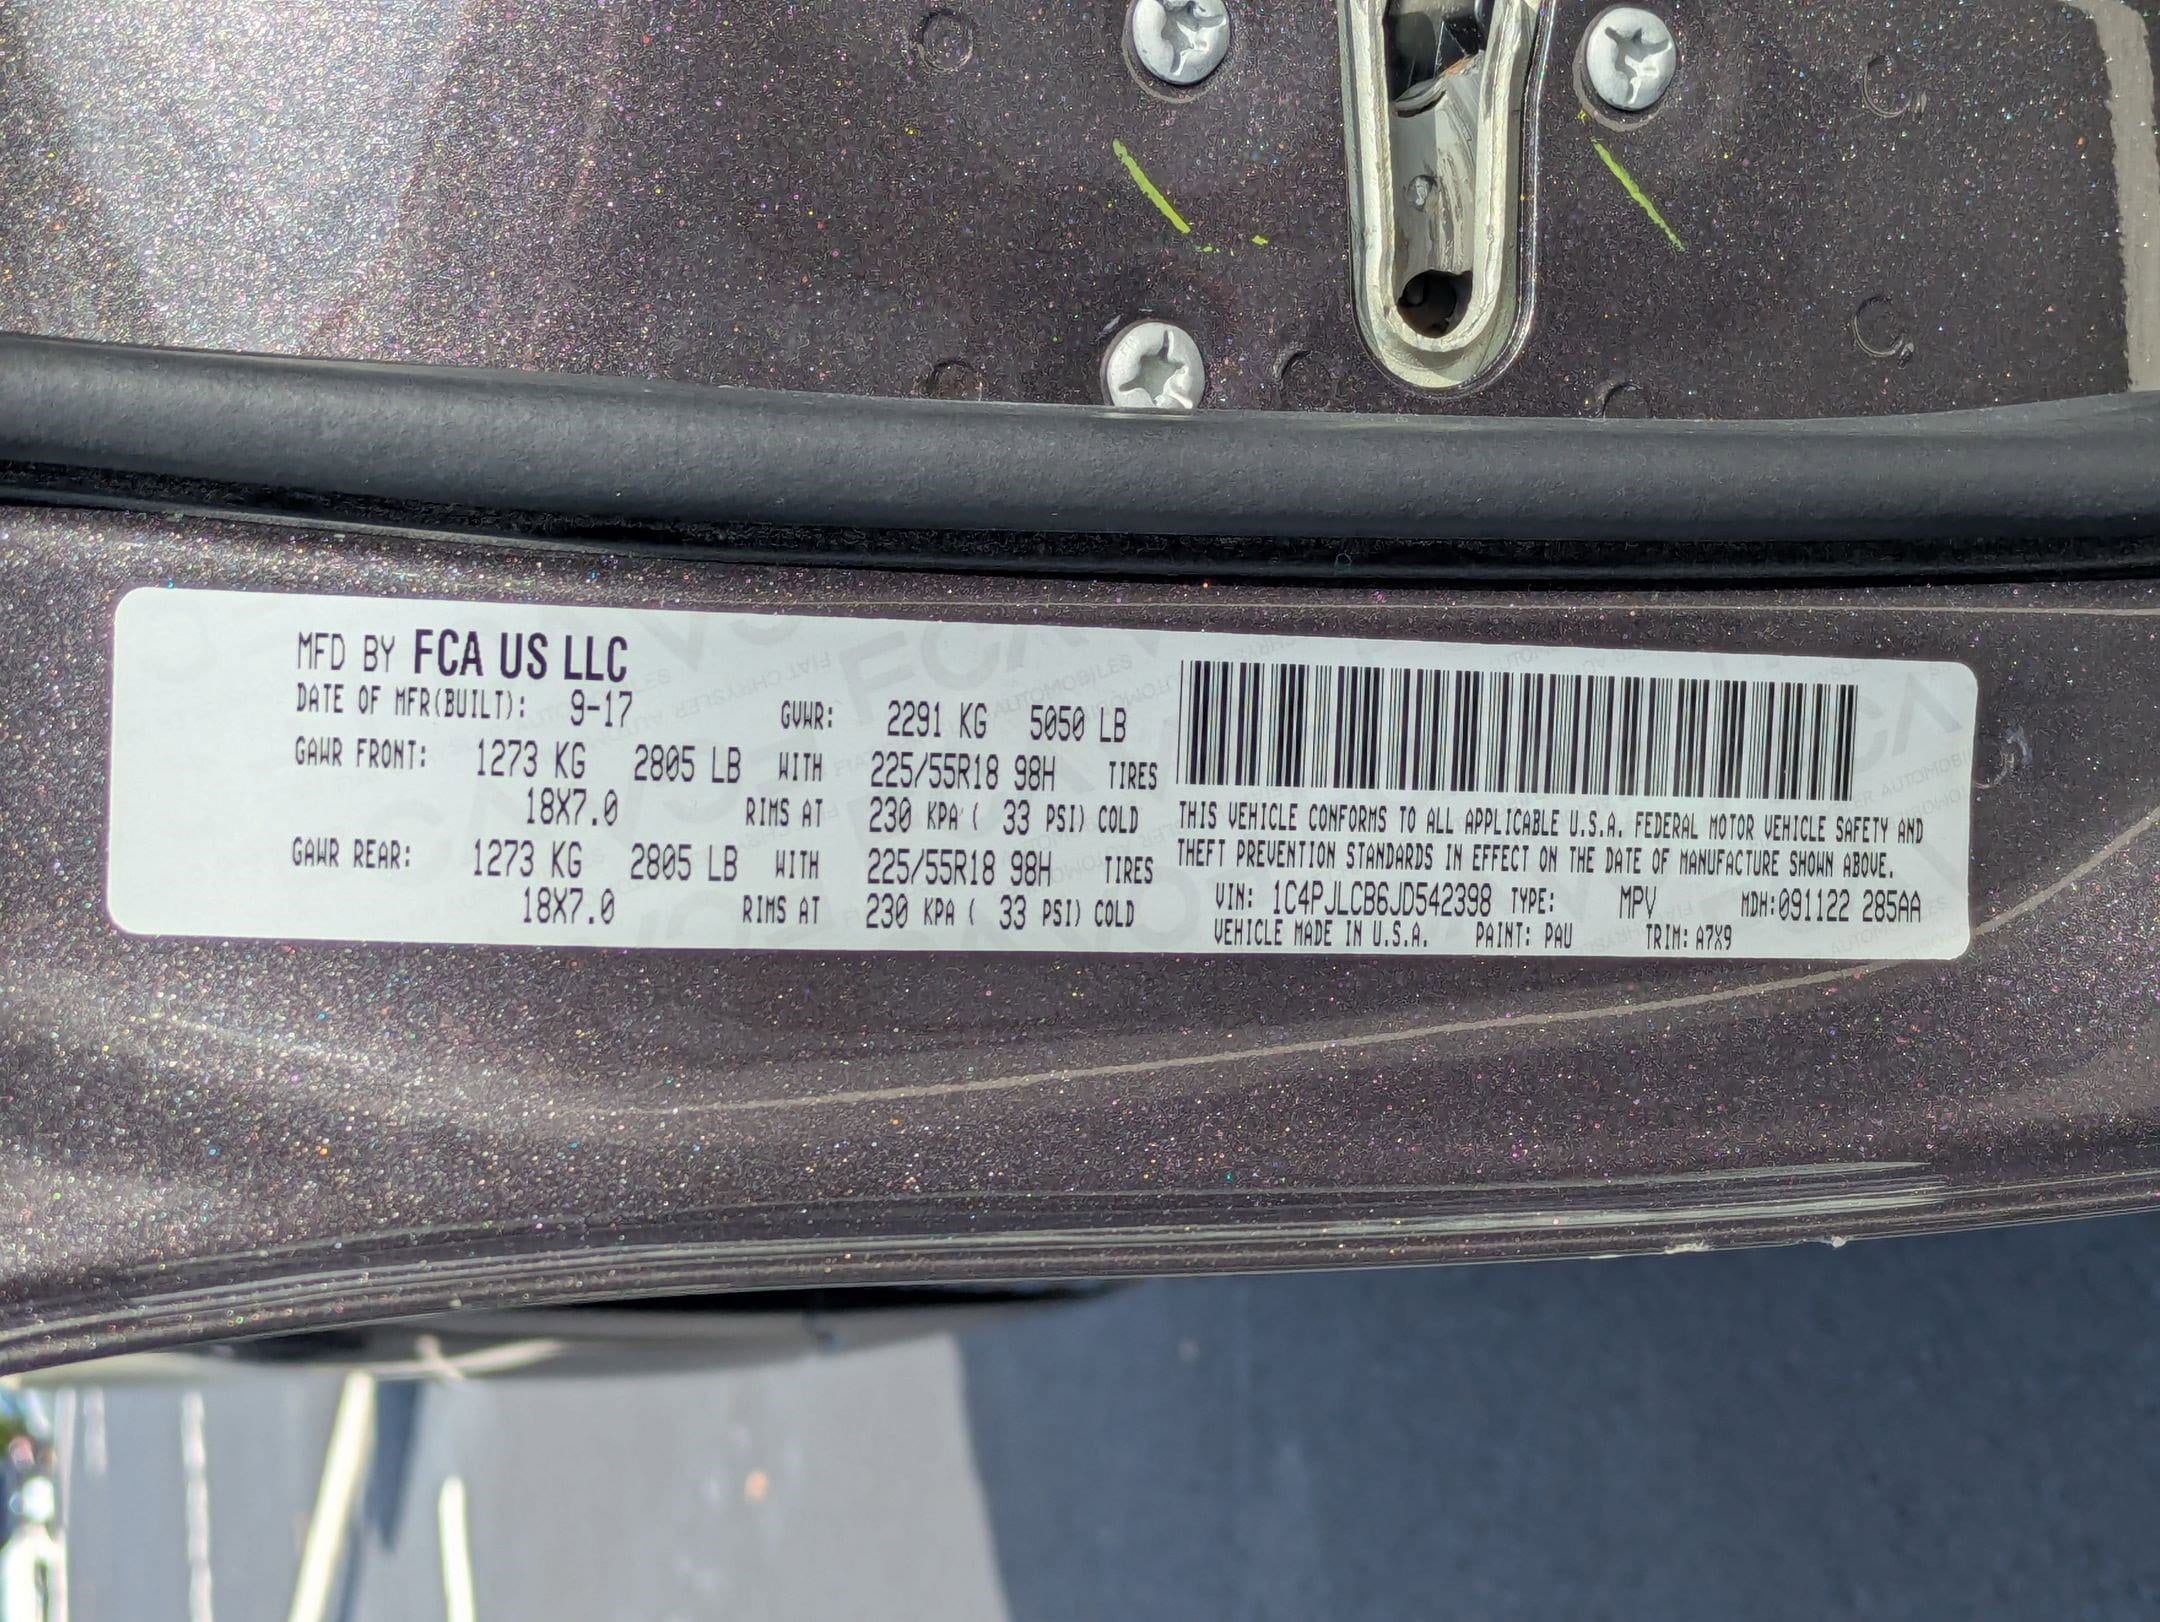 MFD BY FCA US LLC
DATE OF MFR(BUILT): 9-17 GVWR: 2291 KG 5050 LB
GAWR FRONT: 1273 KG 2805 LB WITH 225/55R18 98H TIRES
18X7.0 RIMS AT 230 KPA ( 33 PSI) COLD
GAWR REAR: 1273 KG 2805 LB WITH 225/55R18 98H TIRES
18X7.0 RIMS AT 230 KPA ( 33 PSI) COLD
THIS VEHICLE CONFORMS TO ALL APPLICABLE U.S.A. FEDERAL MOTOR VEHICLE SAFETY AND
THEFT PREVENTION STANDARDS IN EFFECT ON THE DATE OF MANUFACTURE SHOWN ABOVE.
VIN: 1C4PJLCB6JD542398 TYPE: MPV MDH:091122 285AA
VEHICLE MADE IN U.S.A. PAINT: PAU TRIM: A7X9